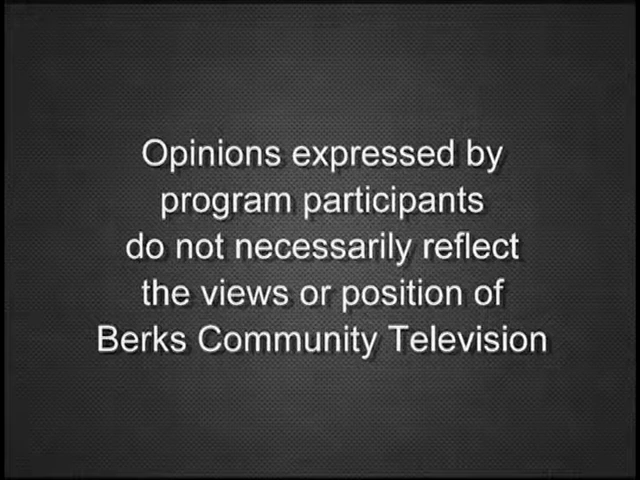 Opinions expressed by
program participants
do not necessarily reflect
the views or position of
Berks Community Television